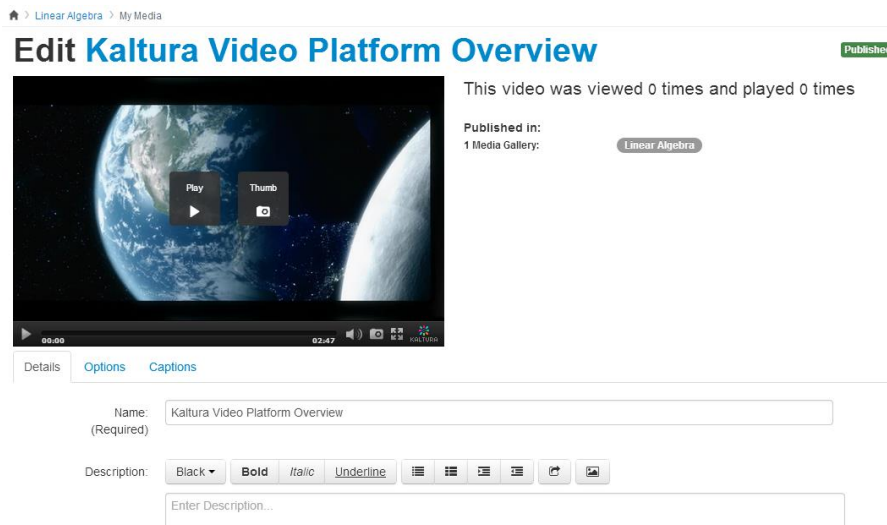 Linear Algebra > My Media
Edit Kaltura Video Platform Overview
Published
This video was viewed 0 times and played 0 times
Published in:
1 Media Gallery: Linear Algebra
Play Thumb
00:00 02:47 KALTURA
Details Options Captions
Name: Kaltura Video Platform Overview
(Required)
Description: Black Bold Italic Underline
Enter Description...